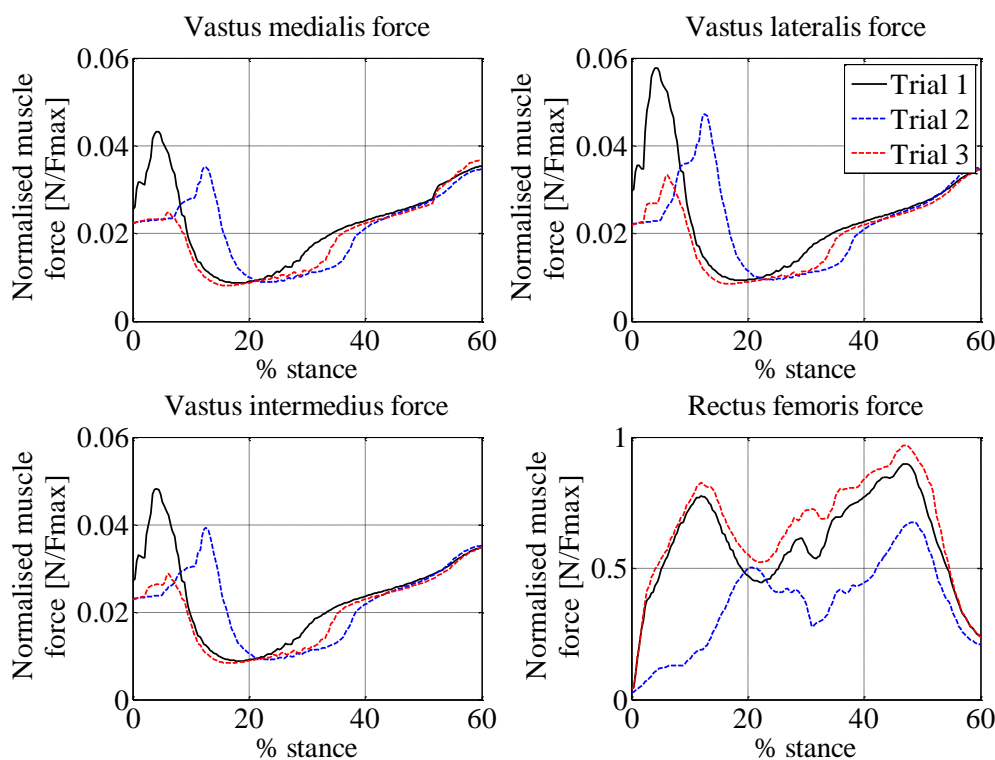 Vastus medialis force
Normalised muscle
force [N/Fmax]
0.06
0.04
0.02
0
0
20
40
60
% stance
Vastus lateralis force
Normalised muscle
force [N/Fmax]
0.06
0.04
0.02
0
0
20
40
60
% stance
Trial 1
Trial 2
Trial 3
Vastus intermedius force
Normalised muscle
force [N/Fmax]
0.06
0.04
0.02
0
0
20
40
60
% stance
Rectus femoris force
Normalised muscle
force [N/Fmax]
1
0.5
0
0
20
40
60
% stance